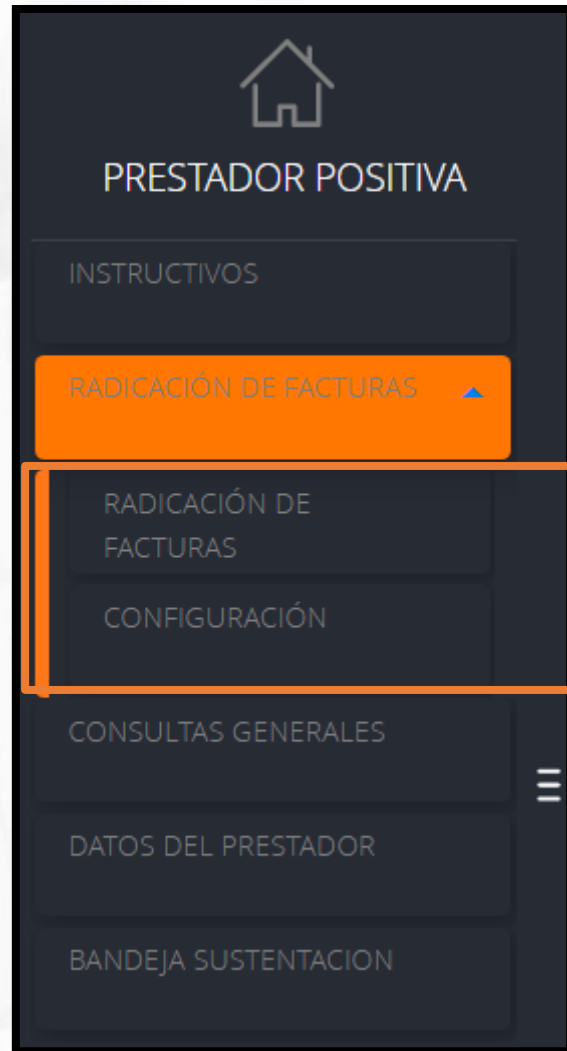 PRESTADOR POSITIVA
INSTRUCTIVOS
RADICACIÓN DE FACTURAS
RADICACIÓN DE
FACTURAS
CONFIGURACIÓN
CONSULTAS GENERALES
DATOS DEL PRESTADOR
BANDEJA SUSTENTACION